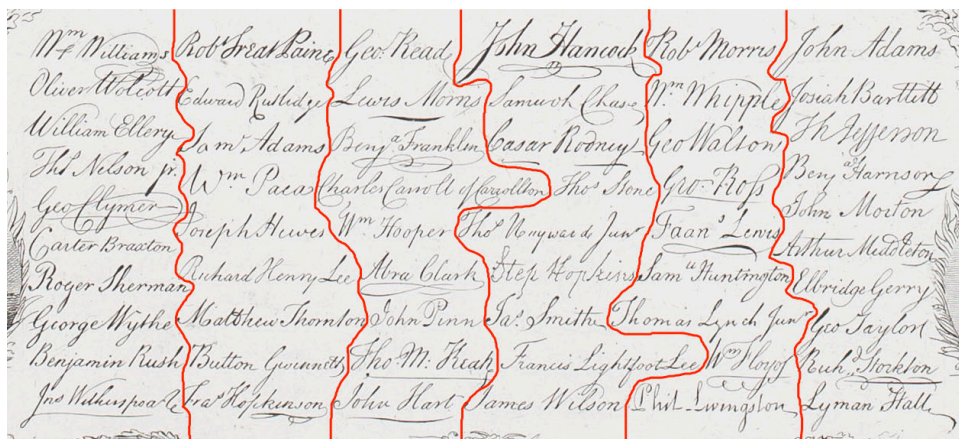 Wm Williams
Oliver Wolcott
William Ellery
Ths Nelson jr.
Geo Clymer
Carter Braxton
Roger Sherman
George Wythe
Benjamin Rush
Jno Witherspoon
Robt Treat Paine
Edward Rutledge
Sam Adams
Wm Paca
Joseph Hewes
Richard Henry Lee
Matthew Thornton
Button Gwinnett
Fras Hopkinson
Geo. Read
Lewis Morris
Benja Franklin
Charles Carroll of Carrollton
Wm Hooper
Abra Clark
John Penn
Tho M: Kean
John Hart
John Hancock
Samuel Chase
Casar Rodney
Thos Stone
Thos Heyward Junr
Step Hopkins
Jas Smith
Francis Lightfoot Lee
James Wilson
Robt Morris
Wm Whipple
Geo Walton
Geo. Ross
Faan Lewis
Saml Huntington
Thomas Lynch Junr
Wm Floyd
Phil. Livingston
John Adams
Josiah Bartlett
Th Jefferson
Benj Harrison
John Morton
Arthur Middleton
Elbridge Gerry
Geo Taylor
Richd Stockton
Lyman Hall